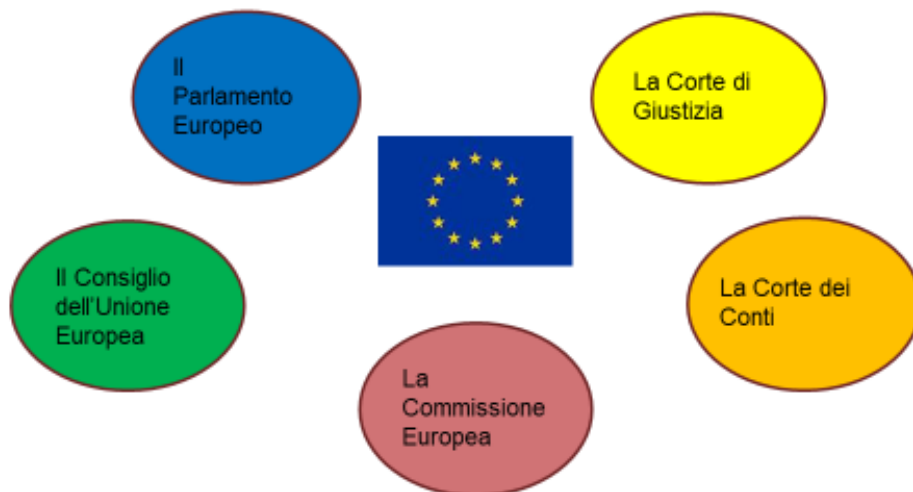 Il
Parlamento
Europeo
La Corte di
Giustizia
Il Consiglio
dell'Unione
Europea
La Corte dei
Conti
La
Commissione
Europea